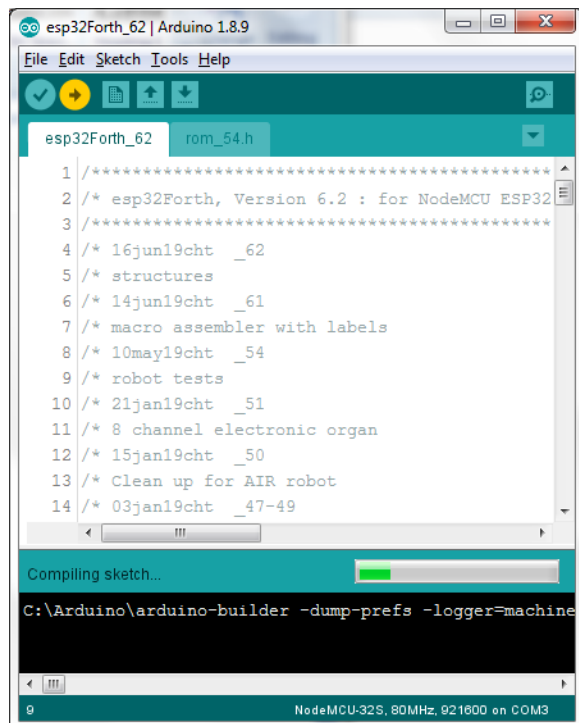 esp32Forth_62 | Arduino 1.8.9
File Edit Sketch Tools Help
esp32Forth_62 rom_54.h
1 /***********************************************
2 /* esp32Forth, Version 6.2 : for NodeMCU ESP32
3 /***********************************************
4 /* 16jun19cht _62
5 /* structures
6 /* 14jun19cht _61
7 /* macro assembler with labels
8 /* 10may19cht _54
9 /* robot tests
10 /* 21jan19cht _51
11 /* 8 channel electronic organ
12 /* 15jan19cht _50
13 /* Clean up for AIR robot
14 /* 03jan19cht _47-49
Compiling sketch...
C:\Arduino\arduino-builder -dump-prefs -logger=machine
9 NodeMCU-32S, 80MHz, 921600 on COM3